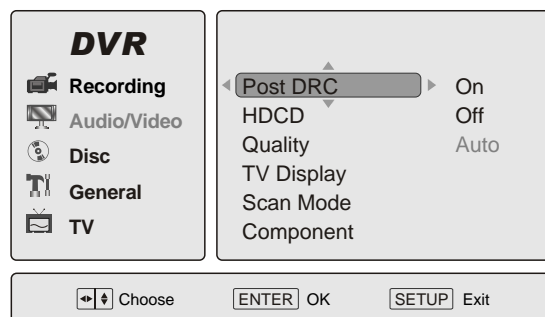 DVR
Recording
Audio/Video
Disc
General
TV
Post DRC On
HDCD Off
Quality Auto
TV Display
Scan Mode
Component
Choose ENTER OK SETUP Exit